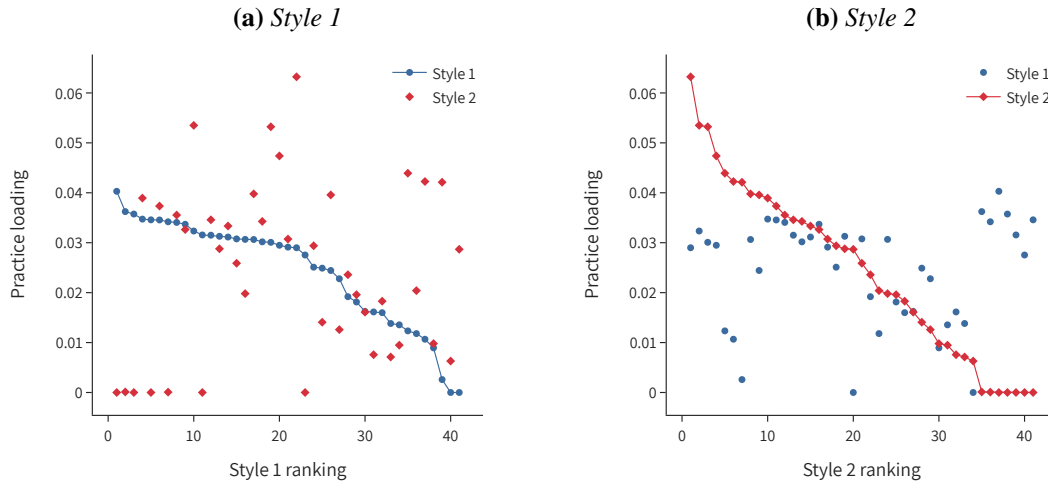 (a) Style 1
Style 1
Style 2
0.06
0.05
0.04
0.03
0.02
0.01
0
0 10 20 30 40
Practice loading
Style 1 ranking
(b) Style 2
Style 1
Style 2
0.06
0.05
0.04
0.03
0.02
0.01
0
0 10 20 30 40
Practice loading
Style 2 ranking